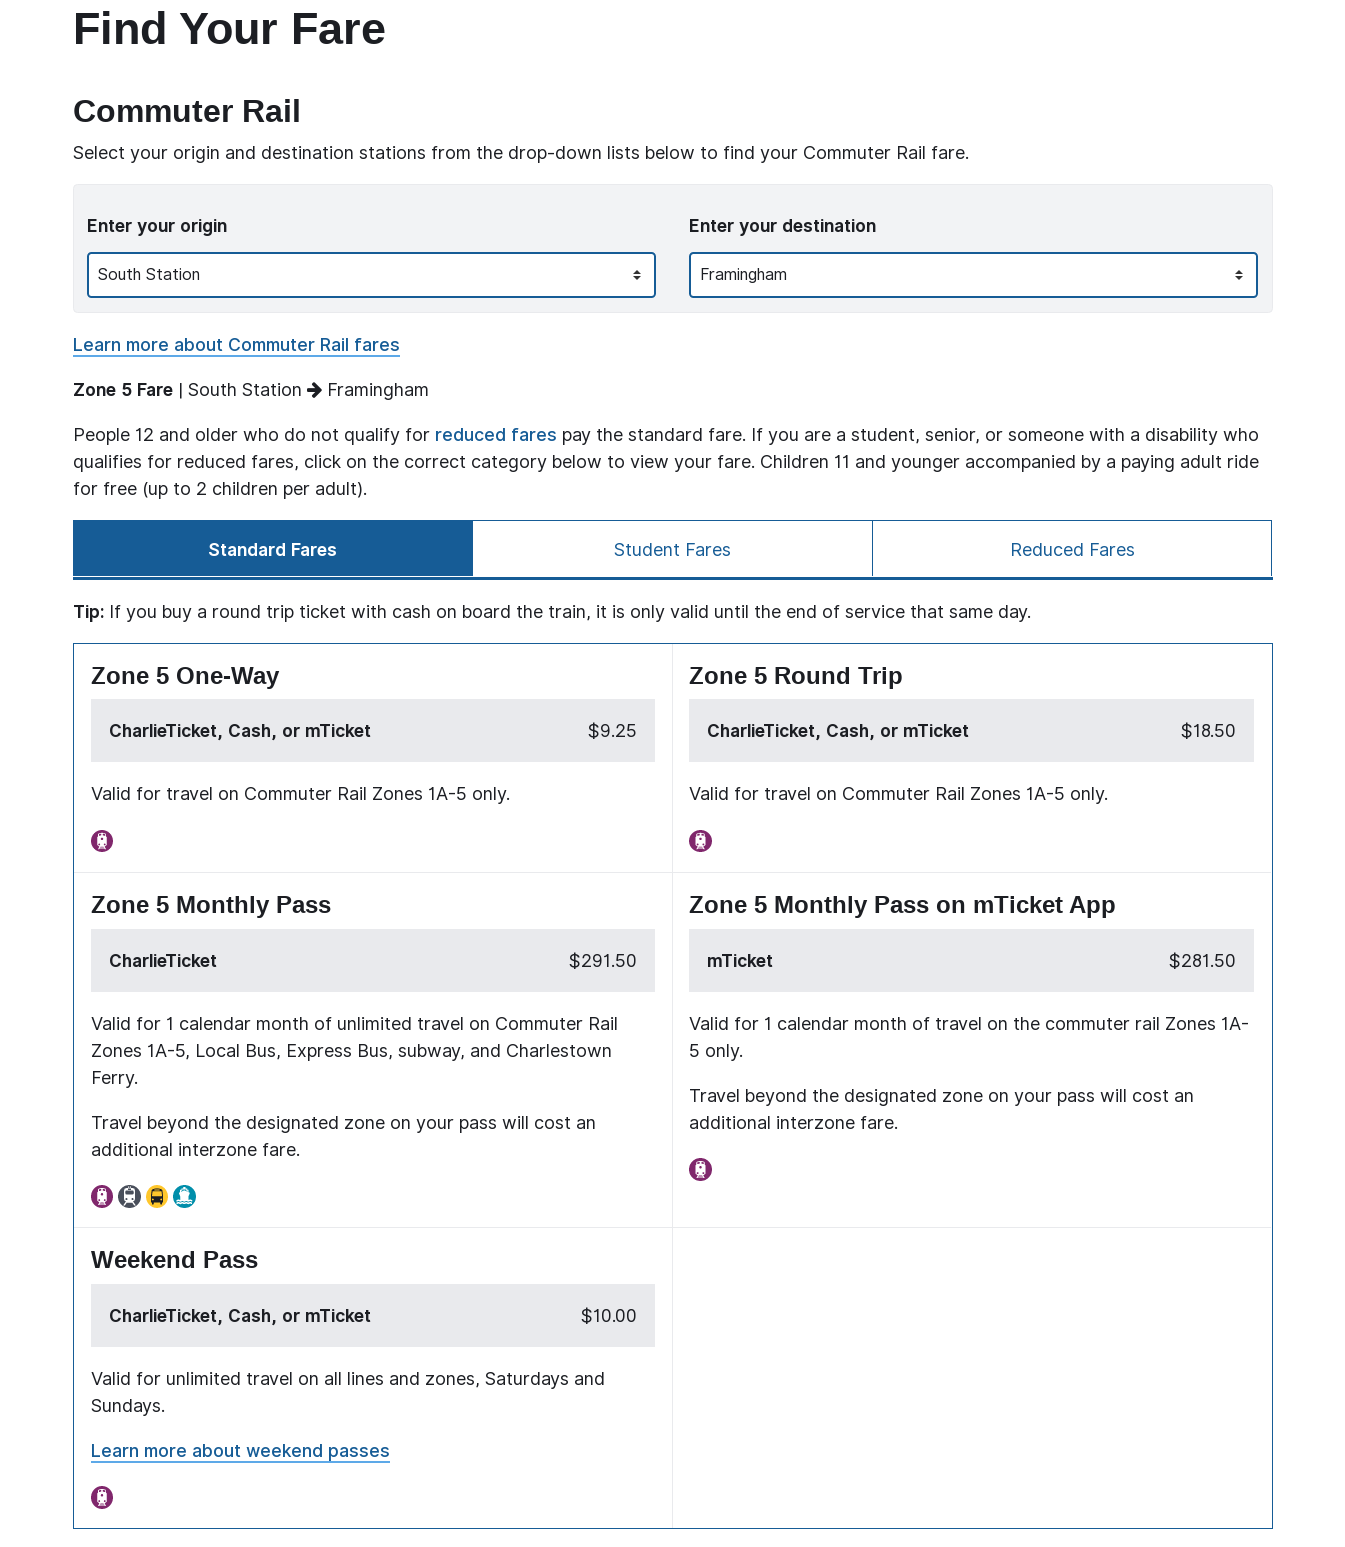 Find Your Fare
Commuter Rail
Select your origin and destination stations from the drop-down lists below to find your Commuter Rail fare.
Enter your origin
South Station
Enter your destination
Framingham
Learn more about Commuter Rail fares
Zone 5 Fare | South Station → Framingham
People 12 and older who do not qualify for reduced fares pay the standard fare. If you are a student, senior, or someone with a disability who
qualifies for reduced fares, click on the correct category below to view your fare. Children 11 and younger accompanied by a paying adult ride
for free (up to 2 children per adult).
Standard Fares
Student Fares
Reduced Fares
Tip: If you buy a round trip ticket with cash on board the train, it is only valid until the end of service that same day.
Zone 5 One-Way
CharlieTicket, Cash, or mTicket $9.25
Valid for travel on Commuter Rail Zones 1A-5 only.
Zone 5 Round Trip
CharlieTicket, Cash, or mTicket $18.50
Valid for travel on Commuter Rail Zones 1A-5 only.
Zone 5 Monthly Pass
CharlieTicket $291.50
Valid for 1 calendar month of unlimited travel on Commuter Rail
Zones 1A-5, Local Bus, Express Bus, subway, and Charlestown
Ferry.
Travel beyond the designated zone on your pass will cost an
additional interzone fare.
Zone 5 Monthly Pass on mTicket App
mTicket $281.50
Valid for 1 calendar month of travel on the commuter rail Zones 1A-
5 only.
Travel beyond the designated zone on your pass will cost an
additional interzone fare.
Weekend Pass
CharlieTicket, Cash, or mTicket $10.00
Valid for unlimited travel on all lines and zones, Saturdays and
Sundays.
Learn more about weekend passes